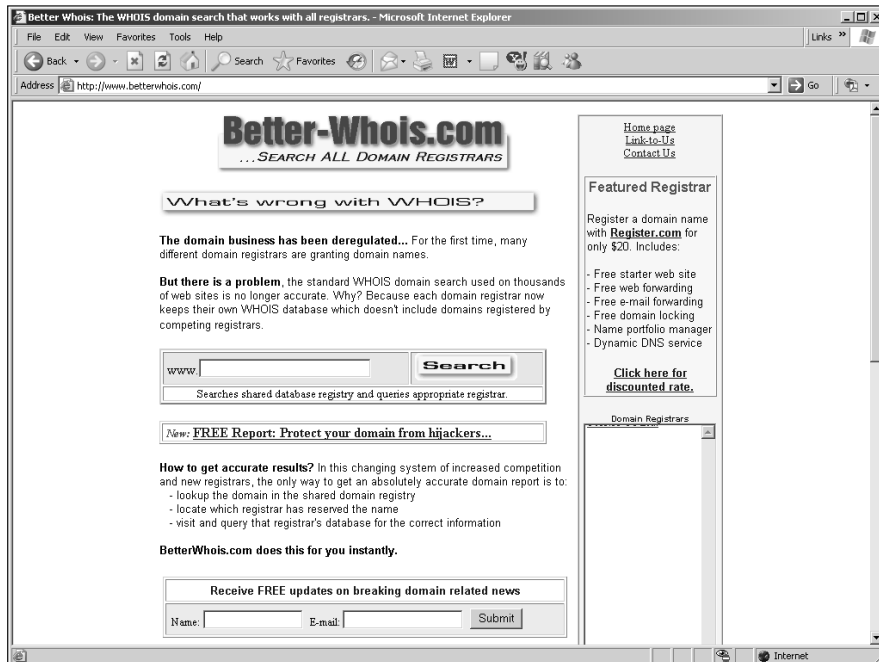 Better Whois: The WHOIS domain search that works with all registrars. - Microsoft Internet Explorer
File Edit View Favorites Tools Help
Links »
Back Search Favorites
Address http://www.betterwhois.com/ Go
Better-Whois.com
...SEARCH ALL DOMAIN REGISTRARS
What's wrong with WHOIS?
The domain business has been deregulated... For the first time, many
different domain registrars are granting domain names.
But there is a problem, the standard WHOIS domain search used on thousands
of web sites is no longer accurate. Why? Because each domain registrar now
keeps their own WHOIS database which doesn't include domains registered by
competing registrars.
www. Search
Searches shared database registry and queries appropriate registrar.
New: FREE Report: Protect your domain from hijackers...
How to get accurate results? In this changing system of increased competition
and new registrars, the only way to get an absolutely accurate domain report is to:
- lookup the domain in the shared domain registry
- locate which registrar has reserved the name
- visit and query that registrar's database for the correct information
BetterWhois.com does this for you instantly.
Receive FREE updates on breaking domain related news
Name: E-mail: Submit
Home page
Link-to-Us
Contact Us
Featured Registrar
Register a domain name
with Register.com for
only $20. Includes:
- Free starter web site
- Free web forwarding
- Free e-mail forwarding
- Free domain locking
- Name portfolio manager
- Dynamic DNS service
Click here for
discounted rate.
Domain Registrars
Internet